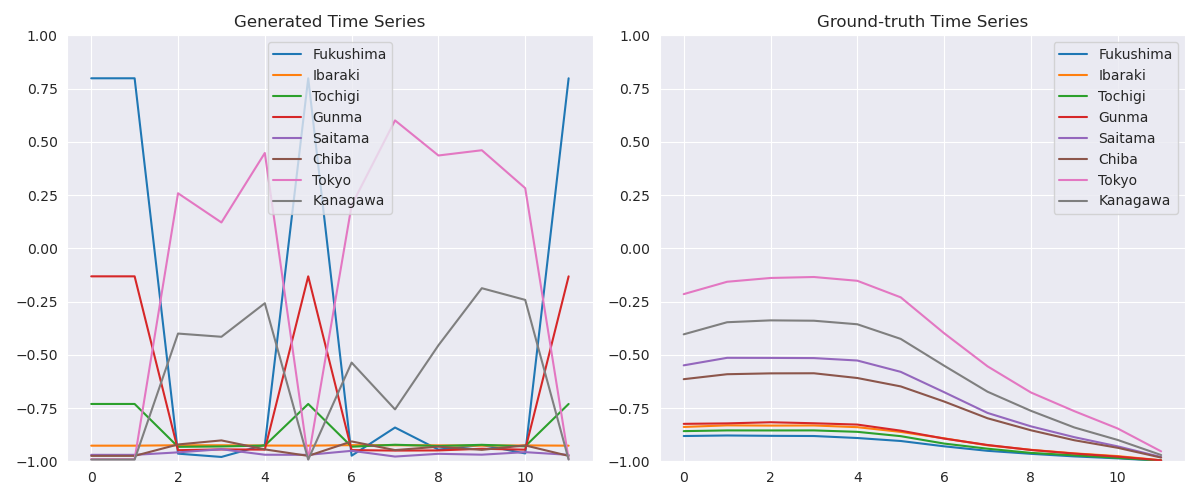 Generated Time Series
1.00
0.75
0.50
0.25
0.00
−0.25
−0.50
−0.75
−1.00
0 2 4 6 8 10
Fukushima
Ibaraki
Tochigi
Gunma
Saitama
Chiba
Tokyo
Kanagawa
Ground-truth Time Series
1.00
0.75
0.50
0.25
0.00
−0.25
−0.50
−0.75
−1.00
0 2 4 6 8 10
Fukushima
Ibaraki
Tochigi
Gunma
Saitama
Chiba
Tokyo
Kanagawa